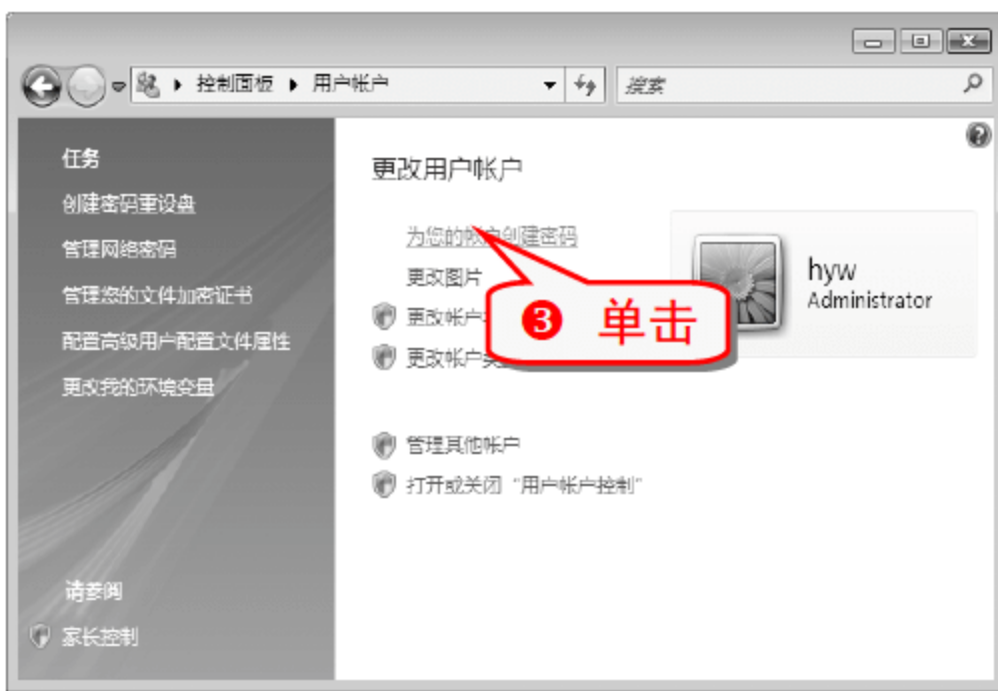 控制面板 用户帐户
搜索
任务
创建密码重设盘
管理网络密码
管理您的文件加密证书
配置高级用户配置文件属性
更改我的环境变量
请参阅
家长控制
更改用户帐户
为您的帐户创建密码
更改图片
更改帐户
更改帐户
❸ 单击
管理其他帐户
打开或关闭“用户帐户控制”
hyw
Administrator